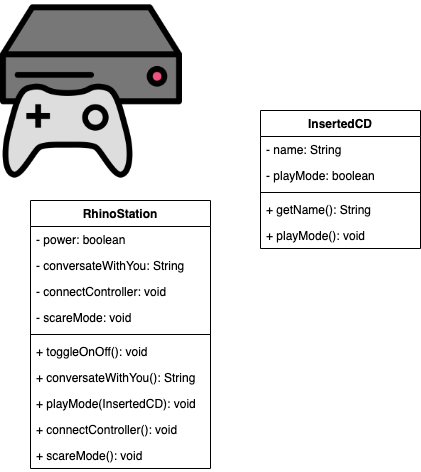 InsertedCD
- name: String
- playMode: boolean
+ getName(): String
+ playMode(): void
RhinoStation
- power: boolean
- conversateWithYou: String
- connectController: void
- scareMode: void
+ toggleOnOff(): void
+ conversateWithYou(): String
+ playMode(InsertedCD): void
+ connectController(): void
+ scareMode(): void